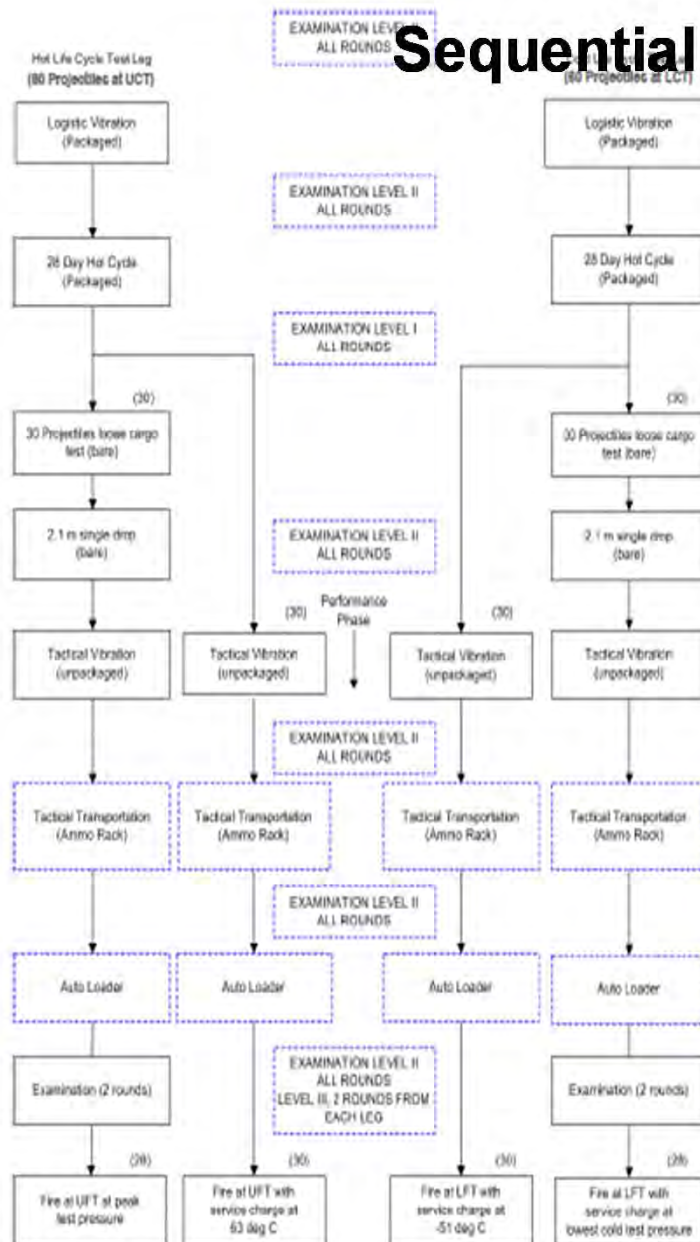 Sequential
EXAMINATION LEVEL II
ALL ROUNDS
Hot Life Cycle Test Leg
(60 Projectiles at UCT)
(60 Projectiles at LCT)
Logistic Vibration
(Packaged)
Logistic Vibration
(Packaged)
EXAMINATION LEVEL II
ALL ROUNDS
28 Day Hot Cycle
(Packaged)
28 Day Hot Cycle
(Packaged)
EXAMINATION LEVEL I
ALL ROUNDS
(30)
(30)
30 Projectiles loose cargo
test (bare)
30 Projectiles loose cargo
test (bare)
2.1 m single drop
(bare)
EXAMINATION LEVEL II
ALL ROUNDS
2.1 m single drop
(bare)
(30)
Performance
Phase
(30)
Tactical Vibration
(unpackaged)
Tactical Vibration
(unpackaged)
Tactical Vibration
(unpackaged)
Tactical Vibration
(unpackaged)
EXAMINATION LEVEL II
ALL ROUNDS
Tactical Transportation
(Ammo Rack)
Tactical Transportation
(Ammo Rack)
Tactical Transportation
(Ammo Rack)
Tactical Transportation
(Ammo Rack)
EXAMINATION LEVEL II
ALL ROUNDS
Auto Loader
Auto Loader
Auto Loader
Auto Loader
Examination (2 rounds)
EXAMINATION LEVEL II
ALL ROUNDS
LEVEL III, 2 ROUNDS FROM
EACH LEG
Examination (2 rounds)
(28)
(30)
(30)
(28)
Fire at UFT at peak
test pressure
Fire at UFT with
service charge at
63 deg C
Fire at LFT with
service charge at
-51 deg C
Fire at LFT with
service charge at
lowest cold test pressure